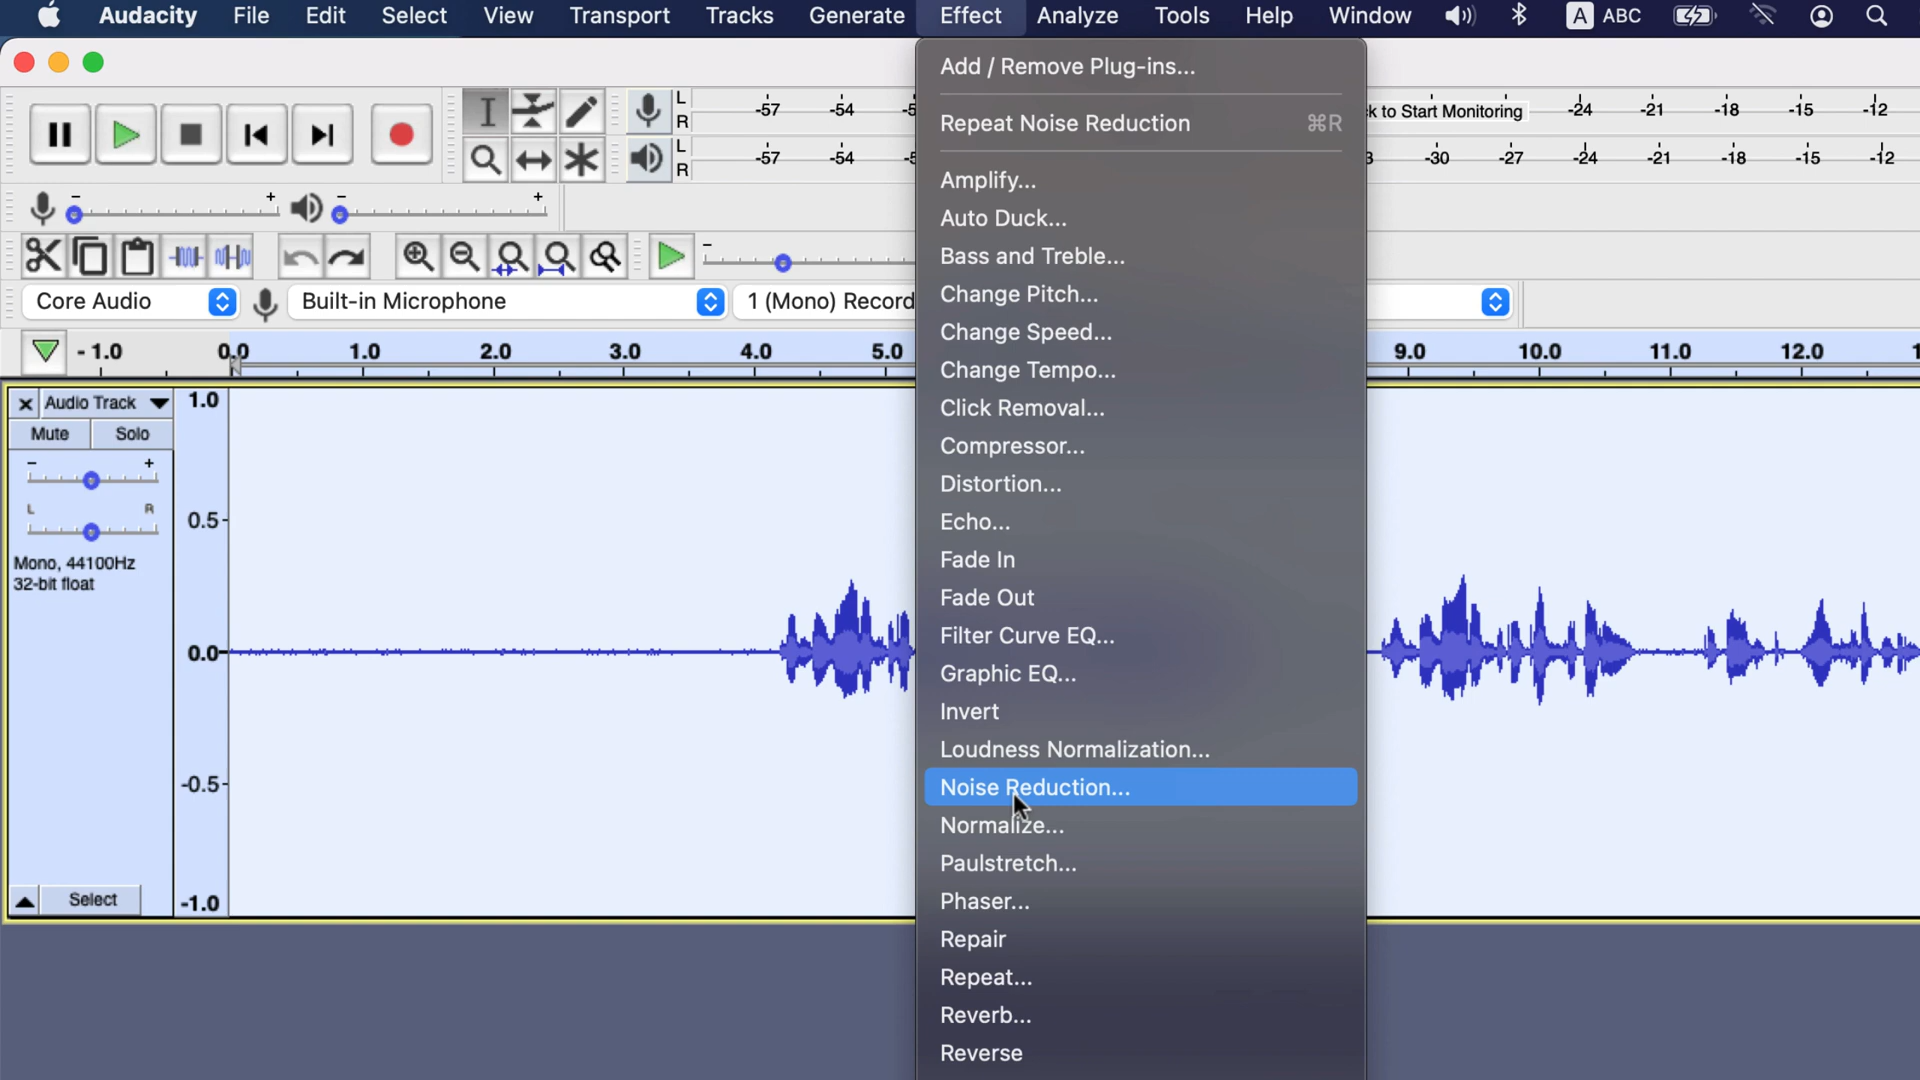 Audacity File Edit Select View Transport Tracks Generate Effect Analyze Tools Help Window A ABC
Add / Remove Plug-ins...
L -57 -54 -5 k to Start Monitoring -24 -21 -18 -15 -12
R
Repeat Noise Reduction ⌘R
L -57 -54 -5 3 -30 -27 -24 -21 -18 -15 -12
R
Amplify...
- + - +
Auto Duck...
Bass and Treble...
- 
Core Audio Built-in Microphone 1 (Mono) Record
Change Pitch...
Change Speed...
-1.0 0.0 1.0 2.0 3.0 4.0 5.0 9.0 10.0 11.0 12.0 1
Change Tempo...
x Audio Track 1.0
Click Removal...
Mute Solo
Compressor...
- +
Distortion...
L R
Echo...
0.5
Mono, 44100Hz
Fade In
32-bit float
Fade Out
Filter Curve EQ...
0.0
Graphic EQ...
Invert
Loudness Normalization...
-0.5
Noise Reduction...
Normalize...
Paulstretch...
Select -1.0
Phaser...
Repair
Repeat...
Reverb...
Reverse